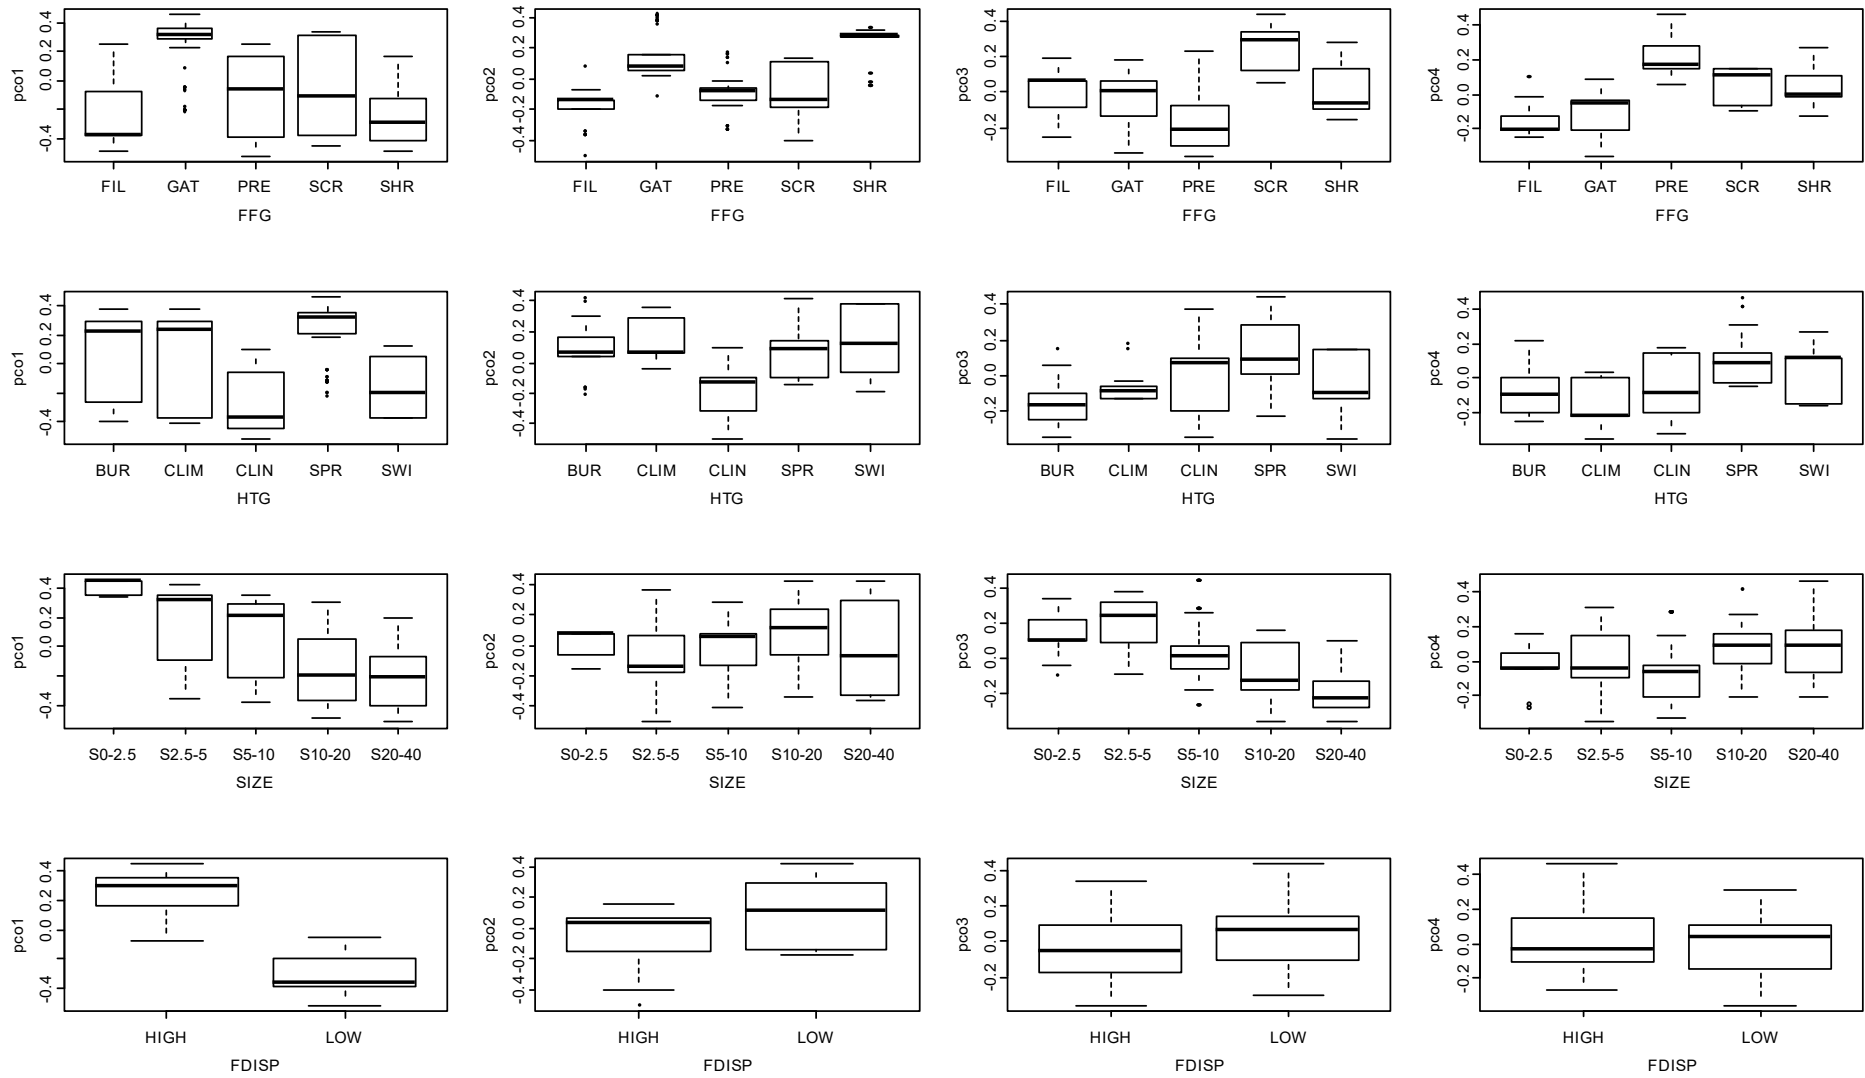 pco1
0.4
0.2
0.0
-0.4
FIL GAT PRE SCR SHR
FFG
pco2
0.4
0.2
0.0
-0.2
-0.4
FIL GAT PRE SCR SHR
FFG
pco3
0.4
0.2
0.0
-0.2
FIL GAT PRE SCR SHR
FFG
pco4
0.4
0.2
0.0
-0.2
FIL GAT PRE SCR SHR
FFG
pco1
0.4
0.2
0.0
-0.4
BUR CLIM CLIN SPR SWI
HTG
pco2
0.4
0.2
0.0
-0.2
-0.4
BUR CLIM CLIN SPR SWI
HTG
pco3
0.4
0.2
0.0
-0.2
BUR CLIM CLIN SPR SWI
HTG
pco4
0.4
0.2
0.0
-0.2
BUR CLIM CLIN SPR SWI
HTG
pco1
0.4
0.2
0.0
-0.4
S0-2.5 S2.5-5 S5-10 S10-20 S20-40
SIZE
pco2
0.4
0.2
0.0
-0.2
-0.4
S0-2.5 S2.5-5 S5-10 S10-20 S20-40
SIZE
pco3
0.4
0.2
0.0
-0.2
S0-2.5 S2.5-5 S5-10 S10-20 S20-40
SIZE
pco4
0.4
0.2
0.0
-0.2
S0-2.5 S2.5-5 S5-10 S10-20 S20-40
SIZE
pco1
0.4
0.2
0.0
-0.4
HIGH LOW
FDISP
pco2
0.4
0.2
0.0
-0.2
-0.4
HIGH LOW
FDISP
pco3
0.4
0.2
0.0
-0.2
HIGH LOW
FDISP
pco4
0.4
0.2
0.0
-0.2
HIGH LOW
FDISP